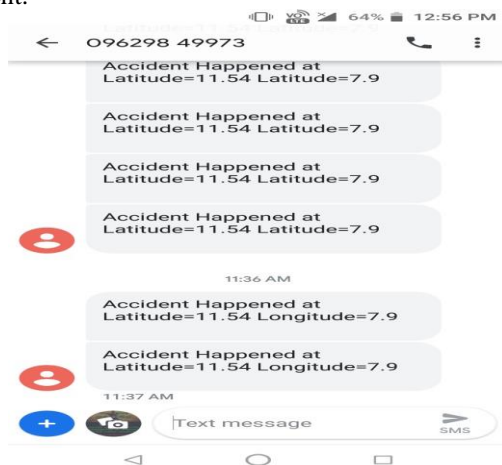 64% 12:56 PM
096298 49973
Accident Happened at
Latitude=11.54 Latitude=7.9
Accident Happened at
Latitude=11.54 Latitude=7.9
Accident Happened at
Latitude=11.54 Latitude=7.9
Accident Happened at
Latitude=11.54 Latitude=7.9
11:36 AM
Accident Happened at
Latitude=11.54 Longitude=7.9
Accident Happened at
Latitude=11.54 Longitude=7.9
11:37 AM
Text message
SMS